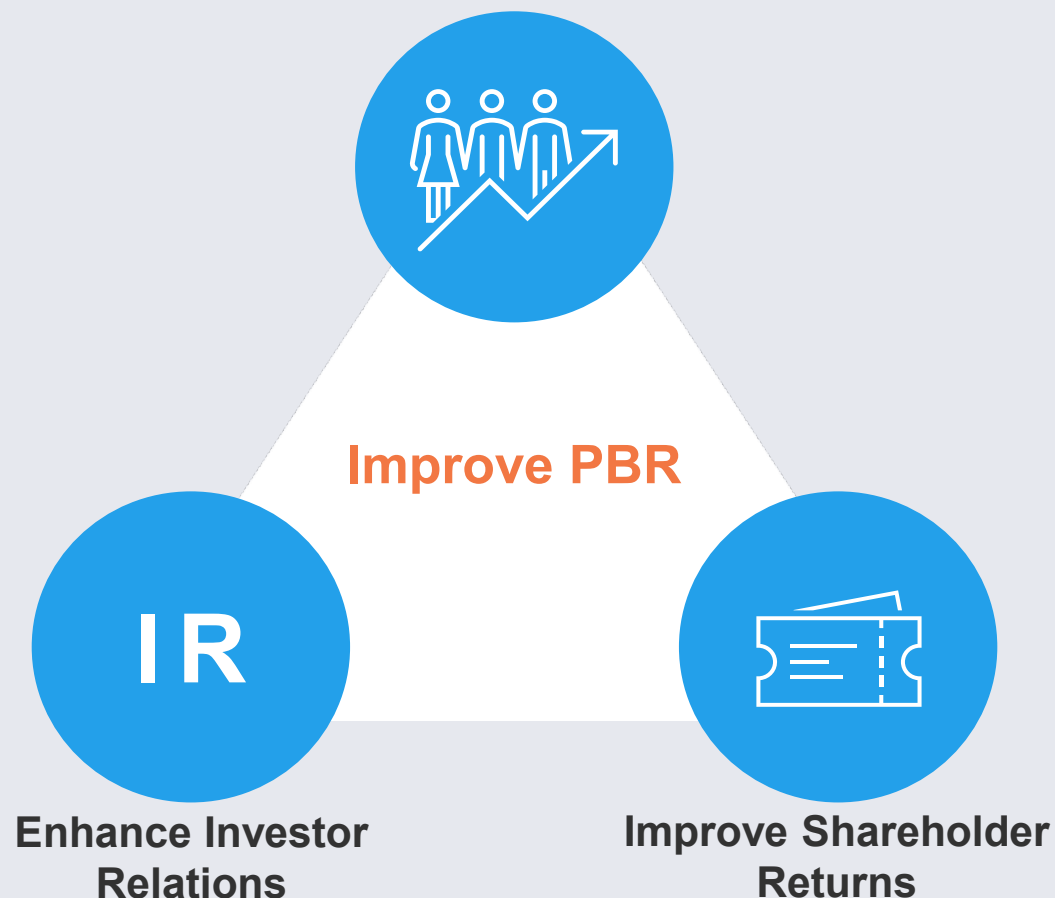 Improve PBR
IR
Enhance Investor
Relations
Improve Shareholder
Returns